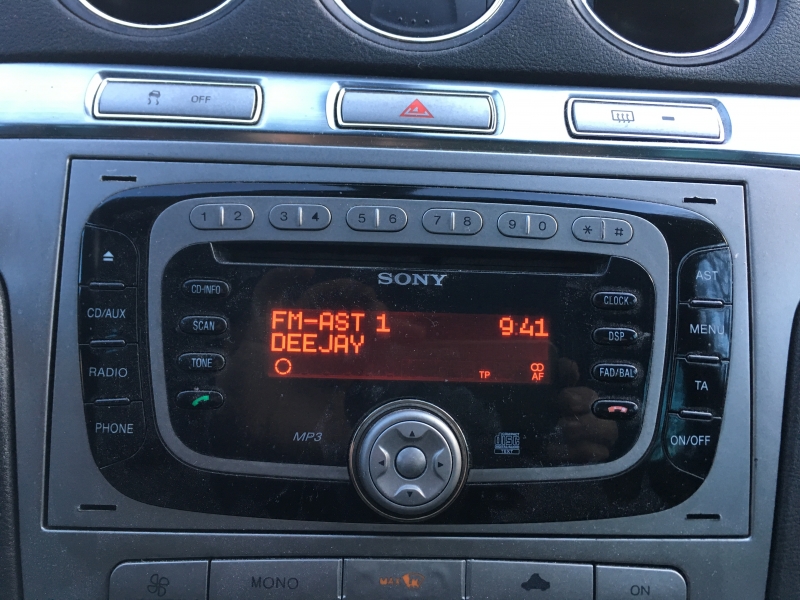 OFF
1 2 3 4 5 6 7 8 9 0 * #
SONY
CD-INFO
SCAN
TONE
CD/AUX
RADIO
PHONE
FM-AST 1 9:41
DEEJAY
TP CD AF
CLOCK
DSP
FAD/BAL
AST
MENU
TA
ON/OFF
MP3
disc
TEXT
MONO
MAX
ON